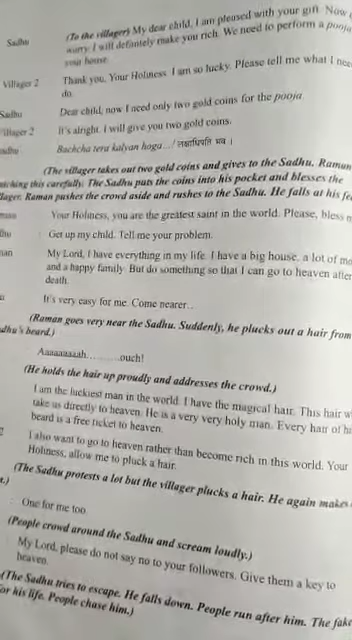 Sadhu (To the villager) My dear child, I am pleased with your gift. Now
worry. I will definitely make you rich. We need to perform a pooja
your house.
Villager 2 Thank you, Your Holiness. I am so lucky. Please tell me what I nee
do.
Sadhu Dear child, now I need only two gold coins for the pooja.
Villager 2 It's alright. I will give you two gold coins.
adhu Bachcha tera kalyan hoga.../ लक्षाधिपति भव ।
(The villager takes out two gold coins and gives to the Sadhu. Raman
watching this carefully. The Sadhu puts the coins into his pocket and blesses the
llager. Raman pushes the crowd aside and rushes to the Sadhu. He falls at his fe
man Your Holiness, you are the greatest saint in the world. Please, bless m
dhu : Get up my child. Tell me your problem.
man My Lord, I have everything in my life. I have a big house, a lot of mo
and a happy family. But do something so that I can go to heaven after
death.
u It's very easy for me. Come nearer...
(Raman goes very near the Sadhu. Suddenly, he plucks out a hair from
adhu's beard.)
Aaaaaaaaah..........ouch!
(He holds the hair up proudly and addresses the crowd.)
I am the luckiest man in the world. I have the magical hair. This hair w
take us directly to heaven. He is a very very holy man. Every hair of hi
beard is a free ticket to heaven.
2 I also want to go to heaven rather than become rich in this world. Your
Holiness, allow me to pluck a hair.
(The Sadhu protests a lot but the villager plucks a hair. He again makes
t.)
: One for me too.
(People crowd around the Sadhu and scream loudly.)
My Lord, please do not say no to your followers. Give them a key to
heaven.
(The Sadhu tries to escape. He falls down. People run after him. The fake
for his life. People chase him.)